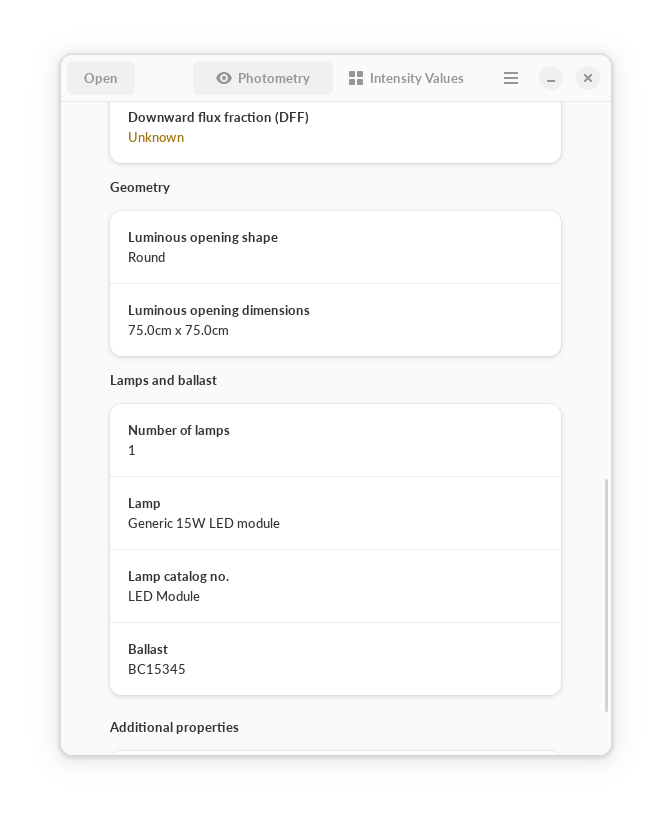 Open
Photometry
Intensity Values
Downward flux fraction (DFF)
Unknown
Geometry
Luminous opening shape
Round
Luminous opening dimensions
75.0cm x 75.0cm
Lamps and ballast
Number of lamps
1
Lamp
Generic 15W LED module
Lamp catalog no.
LED Module
Ballast
BC15345
Additional properties